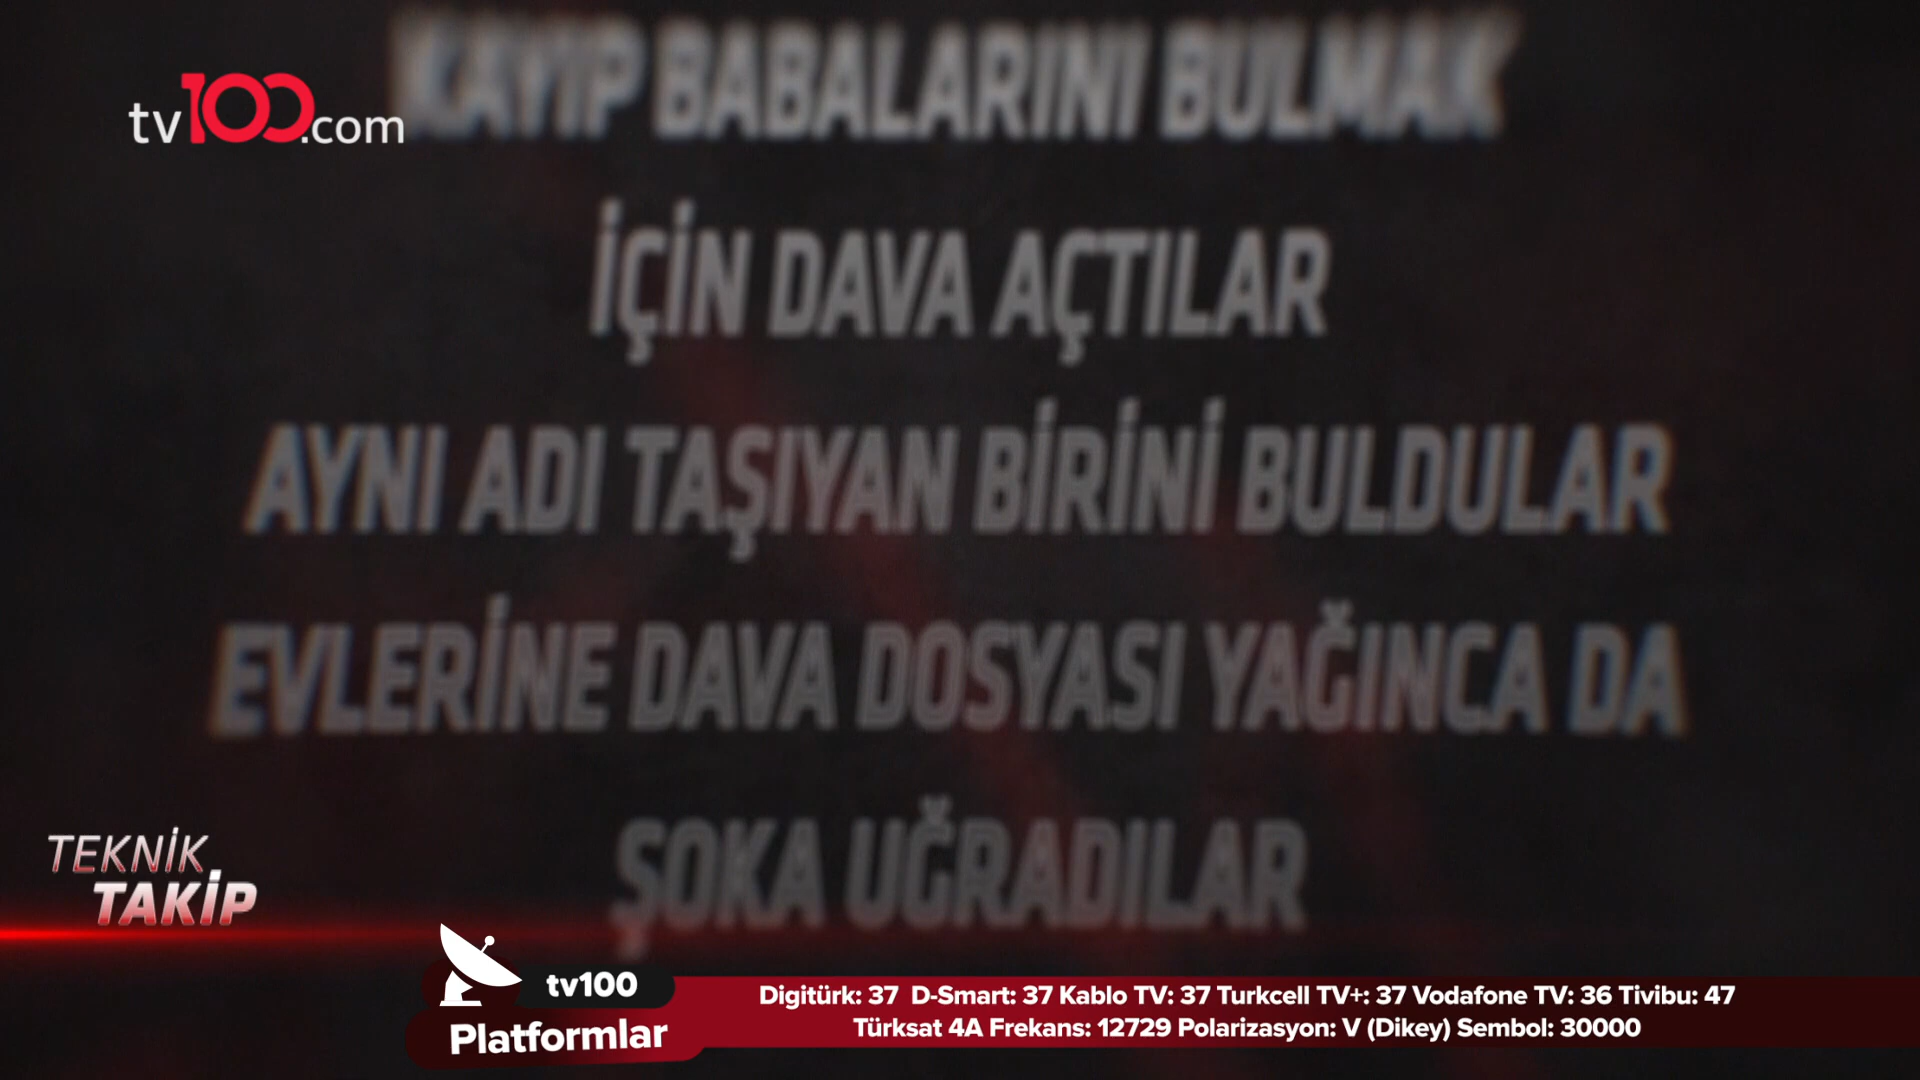 KAYIP BABALARINI BULMAK
tv100.com
İÇİN DAVA AÇTILAR
AYNI ADI TAŞIYAN BİRİNİ BULDULAR
EVLERİNE DAVA DOSYASI YAĞINCA DA
ŞOKA UĞRADILAR
TEKNİK
TAKİP
tv100
Platformlar
Digitürk: 37 D-Smart: 37 Kablo TV: 37 Turkcell TV+: 37 Vodafone TV: 36 Tivibu: 47
Türksat 4A Frekans: 12729 Polarizasyon: V (Dikey) Sembol: 30000